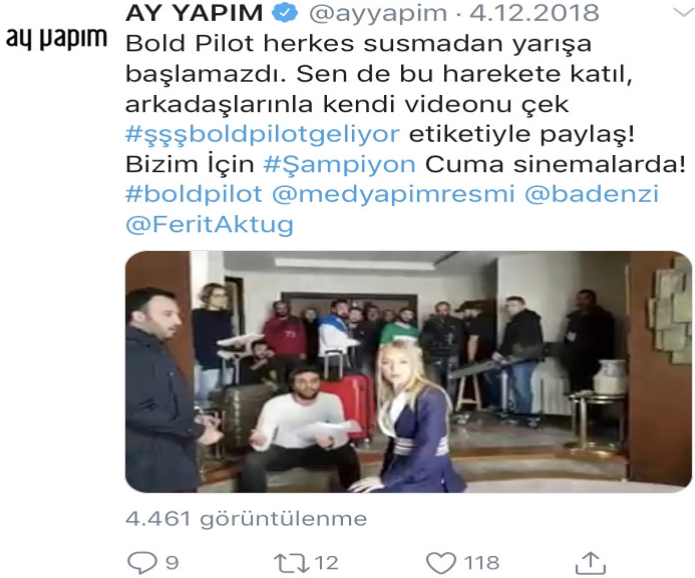 AY YAPIM @ayyapim · 4.12.2018
ay yapım
Bold Pilot herkes susmadan yarışa
başlamazdı. Sen de bu harekete katıl,
arkadaşlarınla kendi videonu çek
#şşşboldpilotgeliyor etiketiyle paylaş!
Bizim İçin #Şampiyon Cuma sinemalarda!
#boldpilot @medyapimresmi @badenzi
@FeritAktug
4.461 görüntülenme
9 12 118